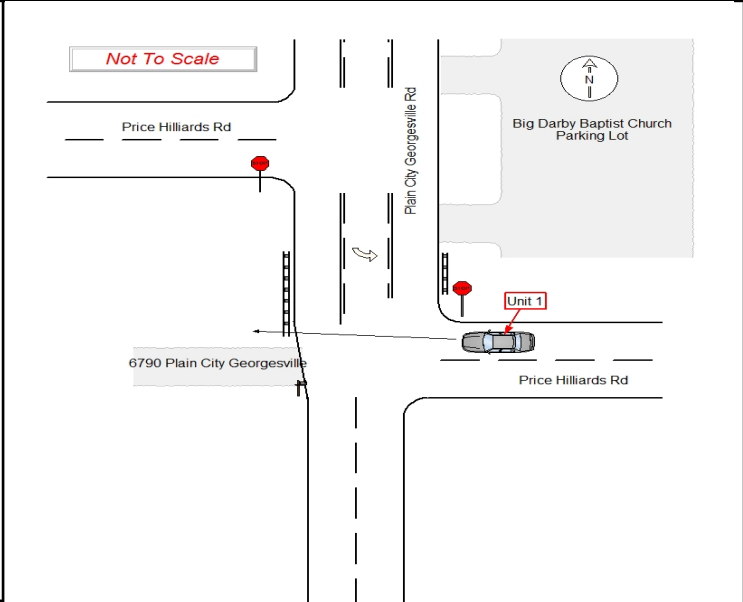 Not To Scale
Price Hilliards Rd
Plain City Georgesville Rd
N
Big Darby Baptist Church
Parking Lot
Unit 1
6790 Plain City Georgesville
Price Hilliards Rd